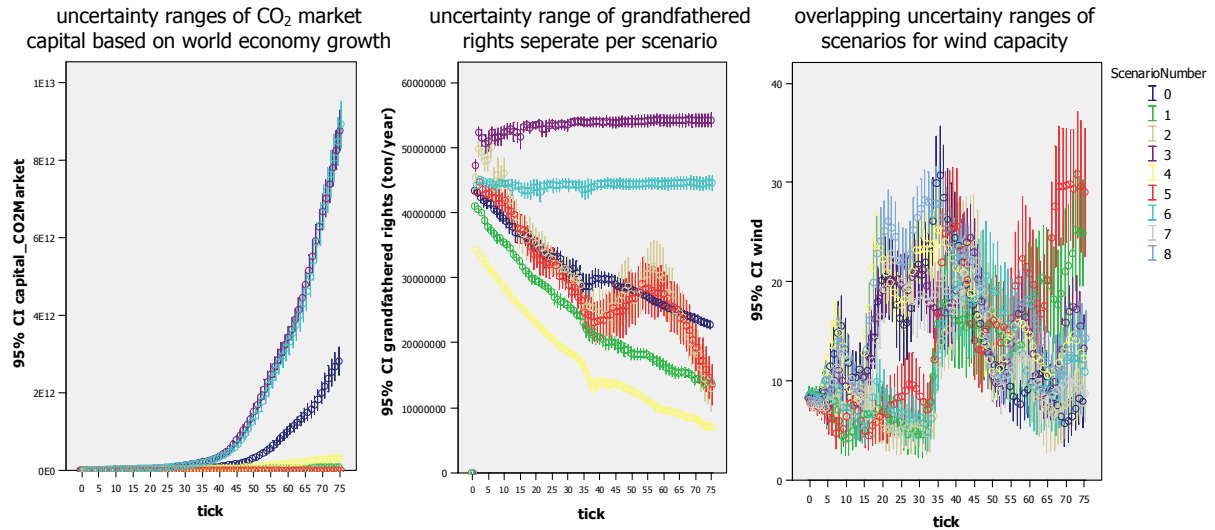 uncertainty ranges of CO₂ market
capital based on world economy growth
95% CI capital_CO2Market
1E13
8E12
6E12
4E12
2E12
0E0
0 5 10 15 20 25 30 35 40 45 50 55 60 65 70 75
tick
uncertainty range of grandfathered
rights seperate per scenario
95% CI grandfathered rights (ton/year)
60000000
50000000
40000000
30000000
20000000
10000000
0
0 5 10 15 20 25 30 35 40 45 50 55 60 65 70 75
tick
overlapping uncertainy ranges of
scenarios for wind capacity
95% CI wind
40
30
20
10
0
0 5 10 15 20 25 30 35 40 45 50 55 60 65 70 75
tick
ScenarioNumber
0
1
2
3
4
5
6
7
8